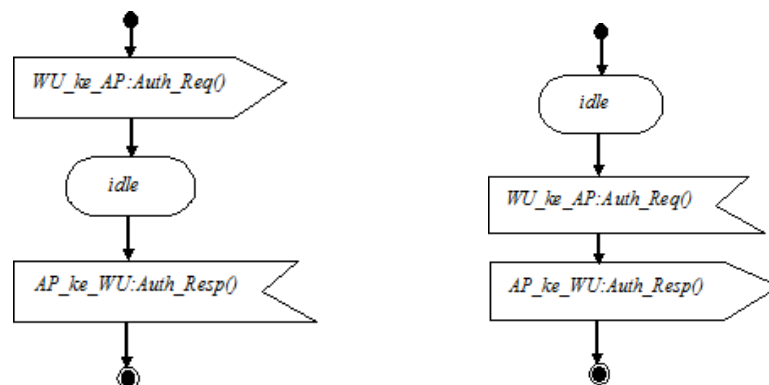 WU_ke_AP:Auth_Req()
idle
AP_ke_WU:Auth_Resp()
idle
WU_ke_AP:Auth_Req()
AP_ke_WU:Auth_Resp()